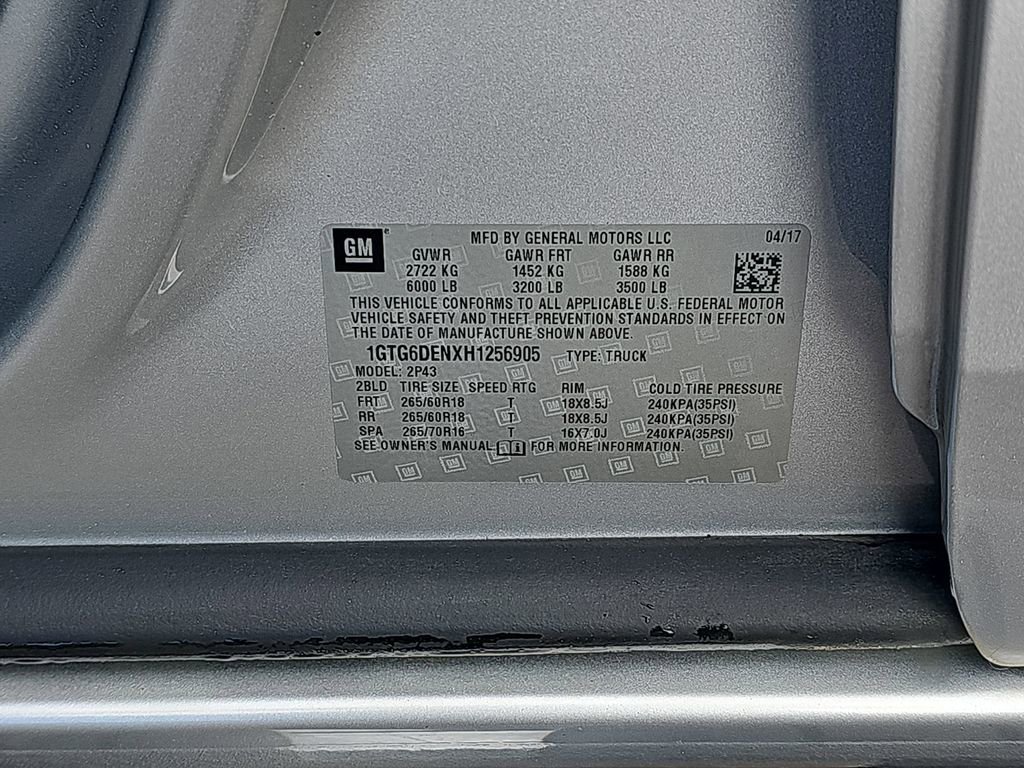 GM
MFD BY GENERAL MOTORS LLC 04/17
GVWR GAWR FRT GAWR RR
2722 KG 1452 KG 1588 KG
6000 LB 3200 LB 3500 LB
THIS VEHICLE CONFORMS TO ALL APPLICABLE U.S. FEDERAL MOTOR
VEHICLE SAFETY AND THEFT PREVENTION STANDARDS IN EFFECT ON
THE DATE OF MANUFACTURE SHOWN ABOVE.
1GTG6DENXH1256905 TYPE: TRUCK
MODEL: 2P43
2BLD TIRE SIZE SPEED RTG RIM COLD TIRE PRESSURE
FRT 265/60R18 T 18X8.5J 240KPA(35PSI)
RR 265/60R18 T 18X8.5J 240KPA(35PSI)
SPA 265/70R16 T 16X7.0J 240KPA(35PSI)
SEE OWNER'S MANUAL FOR MORE INFORMATION.